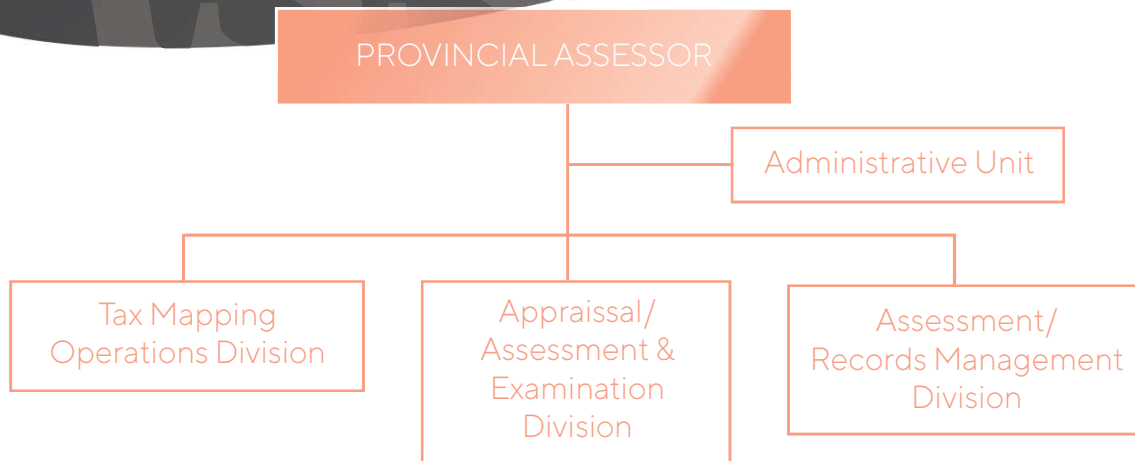 PROVINCIAL ASSESSOR
Administrative Unit
Tax Mapping
Operations Division
Appraissal/
Assessment &
Examination
Division
Assessment/
Records Management
Division